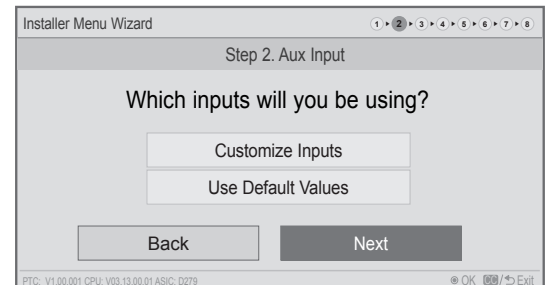 Installer Menu Wizard 1 2 3 4 5 6 7 8
Step 2. Aux Input
Which inputs will you be using?
Customize Inputs
Use Default Values
Back Next
PTC: V1.00.001 CPU: V03.13.00.01 ASIC: D279 OK CC / Exit